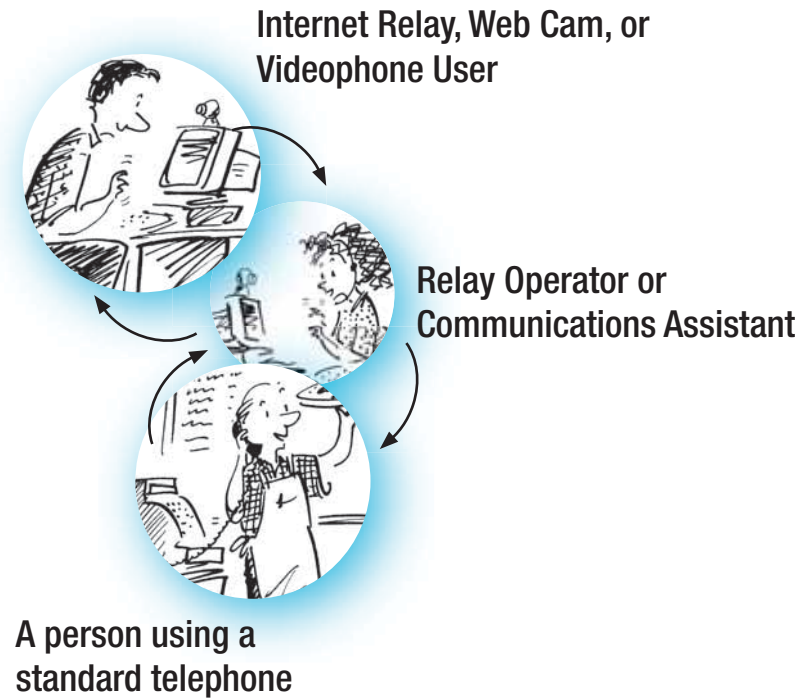 Internet Relay, Web Cam, or
Videophone User
Relay Operator or
Communications Assistant
A person using a
standard telephone